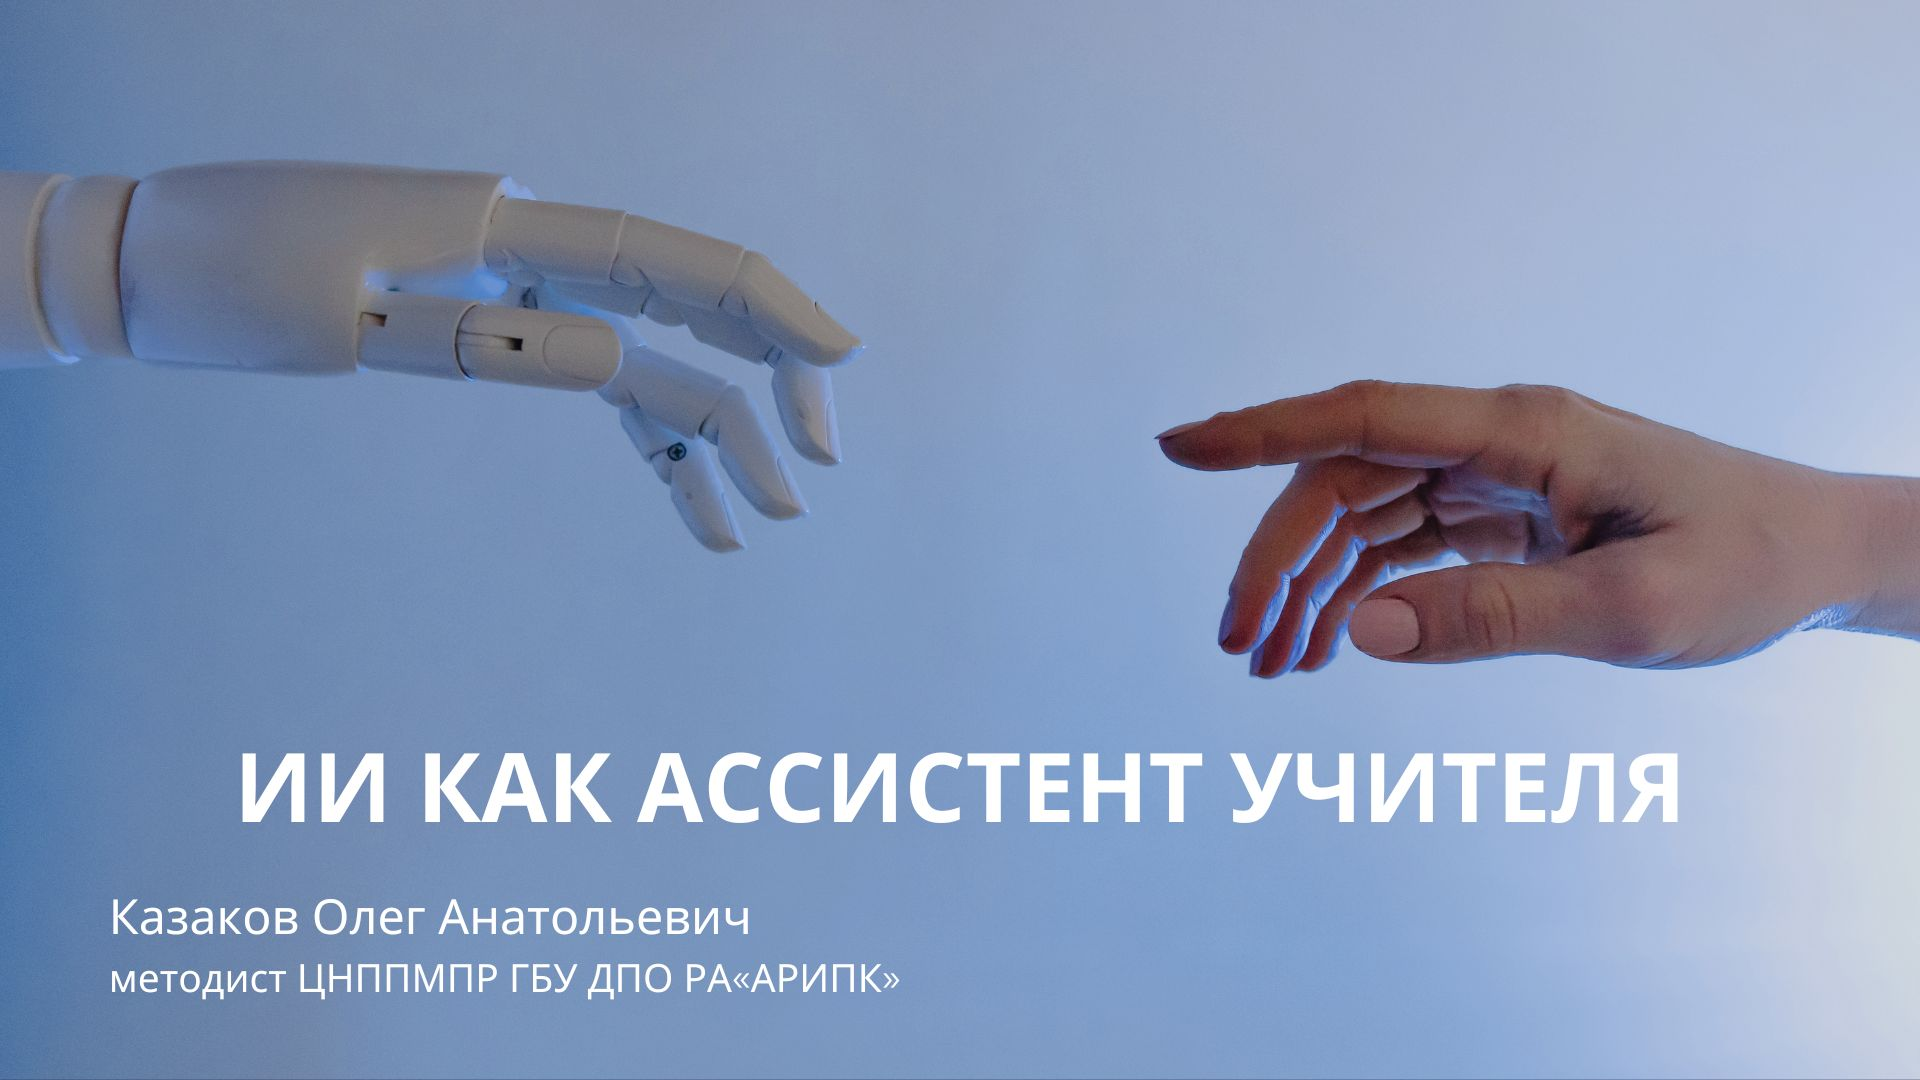 ИИ КАК АССИСТЕНТ УЧИТЕЛЯ
Казаков Олег Анатольевич
методист ЦНППМПР ГБУ ДПО РА«АРИПК»